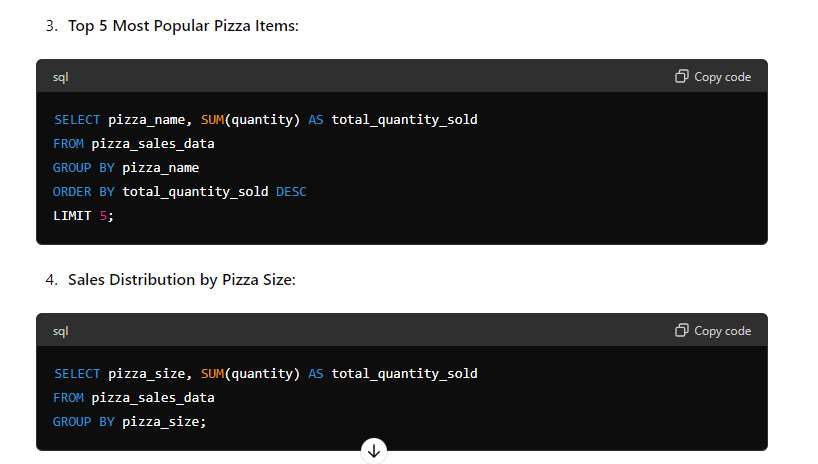 3. Top 5 Most Popular Pizza Items:
sql
Copy code
SELECT pizza_name, SUM(quantity) AS total_quantity_sold
FROM pizza_sales_data
GROUP BY pizza_name
ORDER BY total_quantity_sold DESC
LIMIT 5;
4. Sales Distribution by Pizza Size:
sql
Copy code
SELECT pizza_size, SUM(quantity) AS total_quantity_sold
FROM pizza_sales_data
GROUP BY pizza_size;